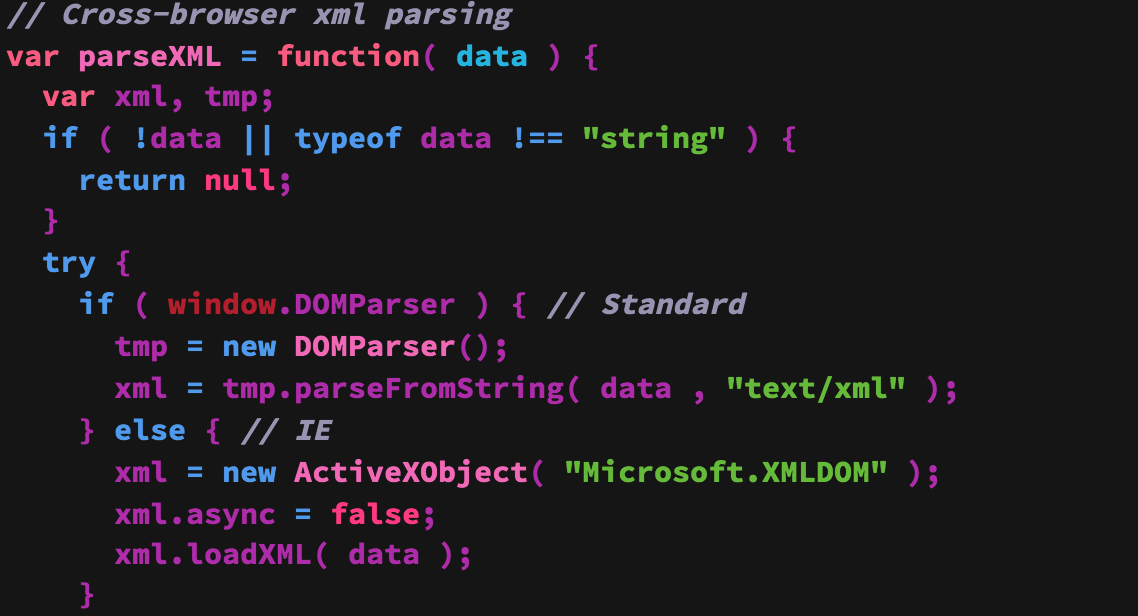 // Cross-browser xml parsing
var parseXML = function( data ) {
  var xml, tmp;
  if ( !data || typeof data !== "string" ) {
    return null;
  }
  try {
    if ( window.DOMParser ) { // Standard
      tmp = new DOMParser();
      xml = tmp.parseFromString( data , "text/xml" );
    } else { // IE
      xml = new ActiveXObject( "Microsoft.XMLDOM" );
      xml.async = false;
      xml.loadXML( data );
    }